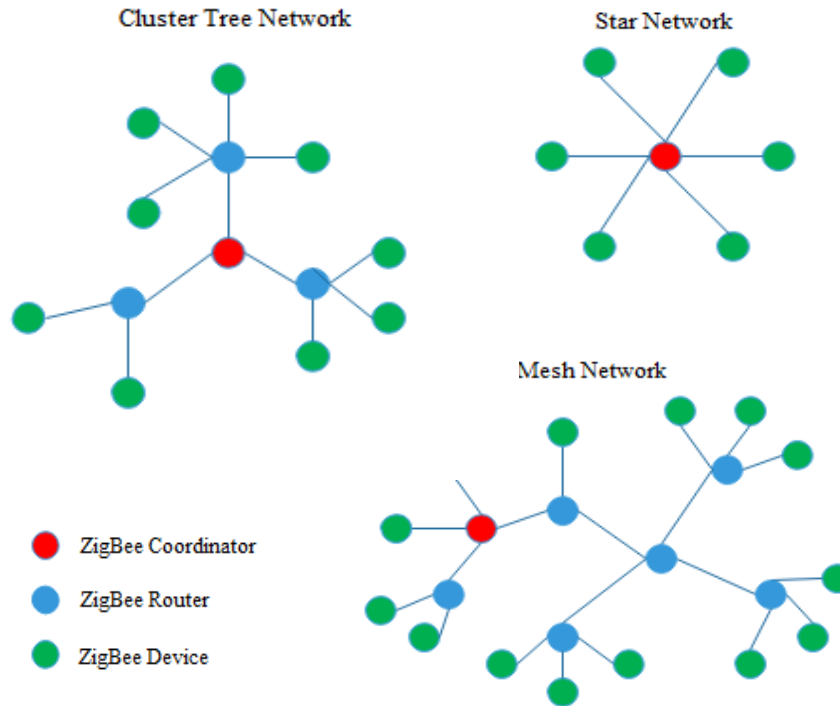 Cluster Tree Network
Star Network
Mesh Network
ZigBee Coordinator
ZigBee Router
ZigBee Device